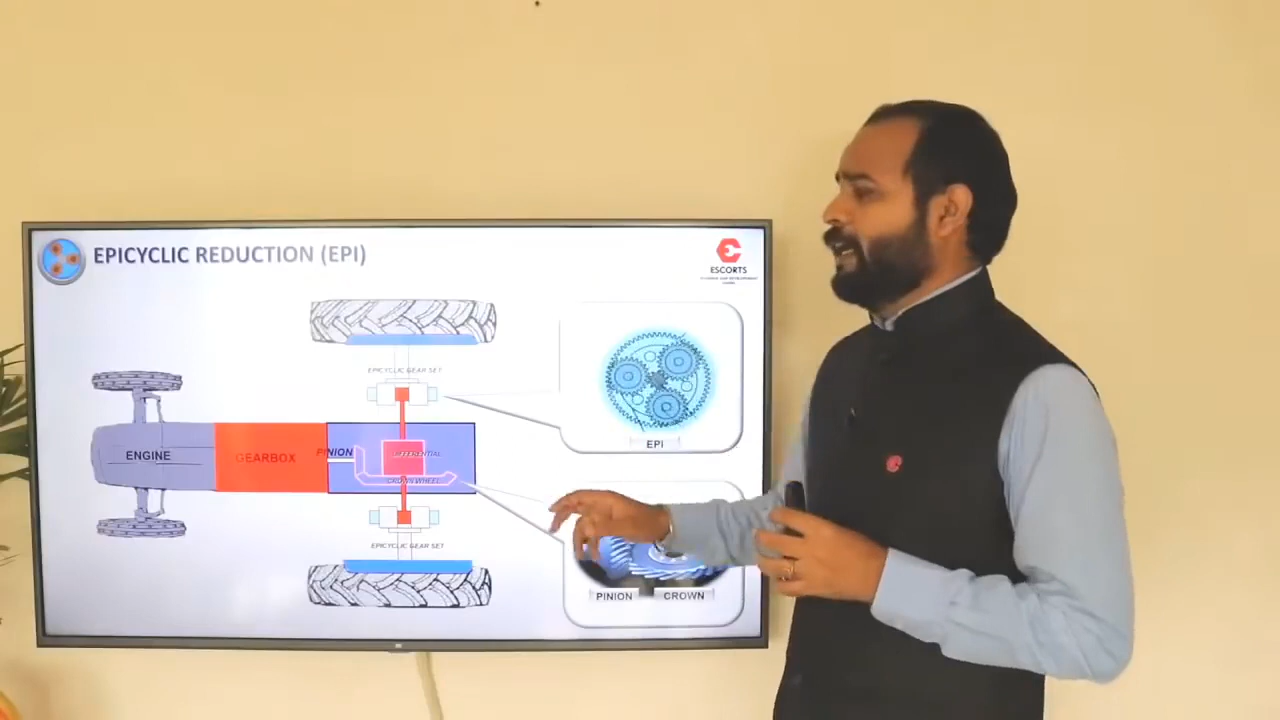 EPICYCLIC REDUCTION (EPI)
ESCORTS
EPICYCLIC GEAR SET
EPI
ENGINE
GEARBOX
PINION
DIFFERENTIAL
CROWN WHEEL
EPICYCLIC GEAR SET
PINION
CROWN